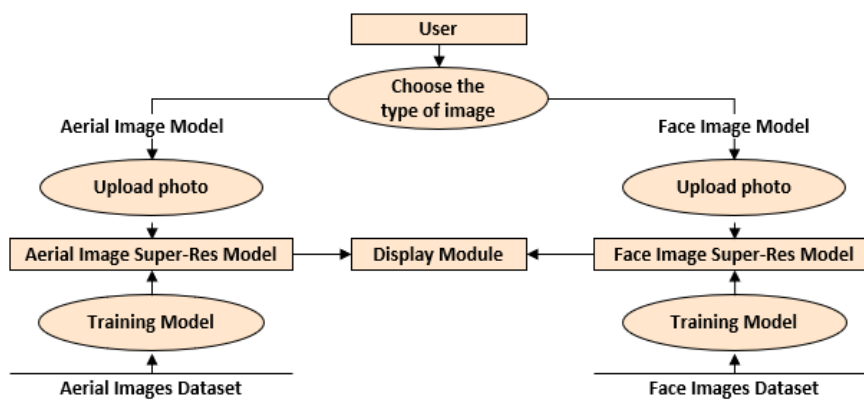 User
Choose the
type of image
Aerial Image Model
Face Image Model
Upload photo
Upload photo
Aerial Image Super-Res Model
Display Module
Face Image Super-Res Model
Training Model
Training Model
Aerial Images Dataset
Face Images Dataset